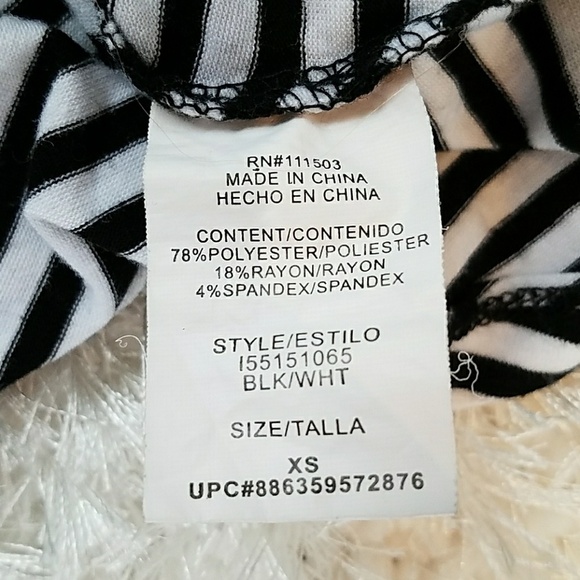 RN#111503
MADE IN CHINA
HECHO EN CHINA
CONTENT/CONTENIDO
78%POLYESTER/POLIESTER
18%RAYON/RAYON
4%SPANDEX/SPANDEX
STYLE/ESTILO
I55151065
BLK/WHT
SIZE/TALLA
XS
UPC#886359572876